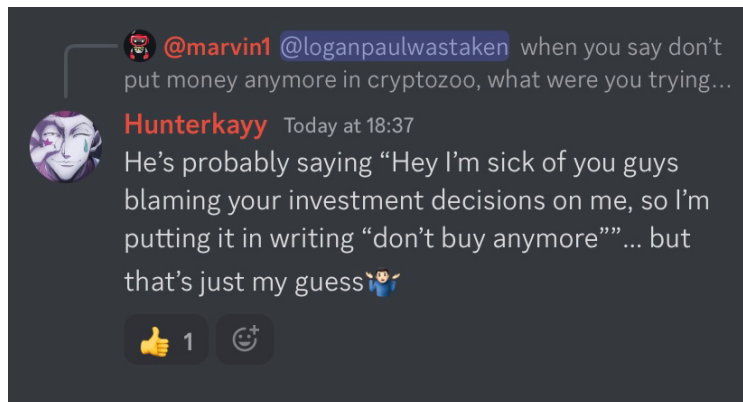 @marvin1 @loganpaulwastaken when you say don't
put money anymore in cryptozoo, what were you trying...
Hunterkayy Today at 18:37
He's probably saying “Hey I'm sick of you guys
blaming your investment decisions on me, so I'm
putting it in writing “don't buy anymore””... but
that's just my guess🤷🏻‍♂️
👍 1